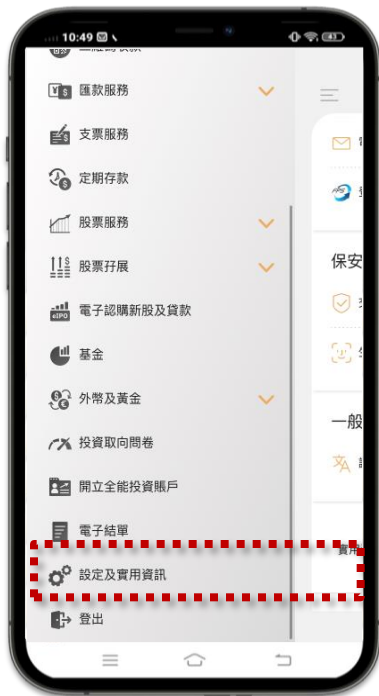 10:49
匯款服務
支票服務
定期存款
股票服務
股票孖展
電子認購新股及貸款
eIPO
基金
外幣及黃金
投資取向問卷
開立全能投資賬戶
電子結單
設定及實用資訊
登出
保安
一般
實用